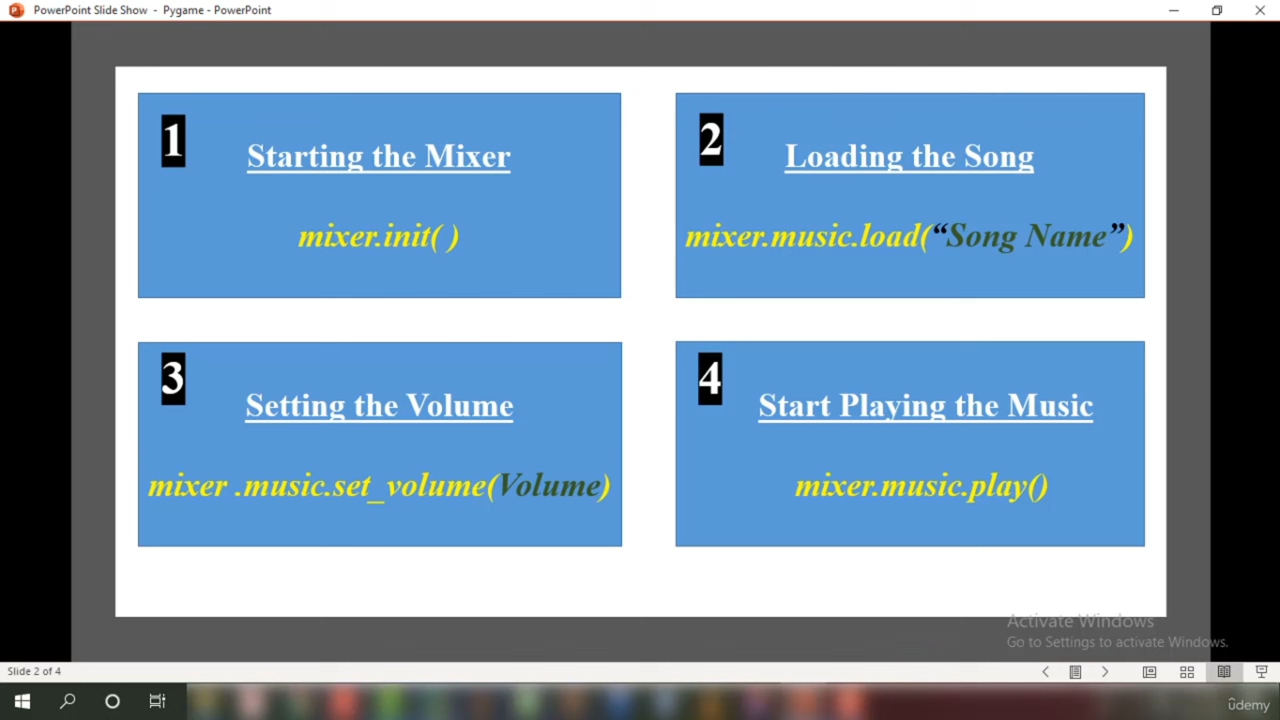 PowerPoint Slide Show - Pygame - PowerPoint
1
Starting the Mixer
mixer.init( )
2
Loading the Song
mixer.music.load(“Song Name”)
3
Setting the Volume
mixer .music.set_volume(Volume)
4
Start Playing the Music
mixer.music.play()
Activate Windows
Go to Settings to activate Windows.
Slide 2 of 4
ûdemy